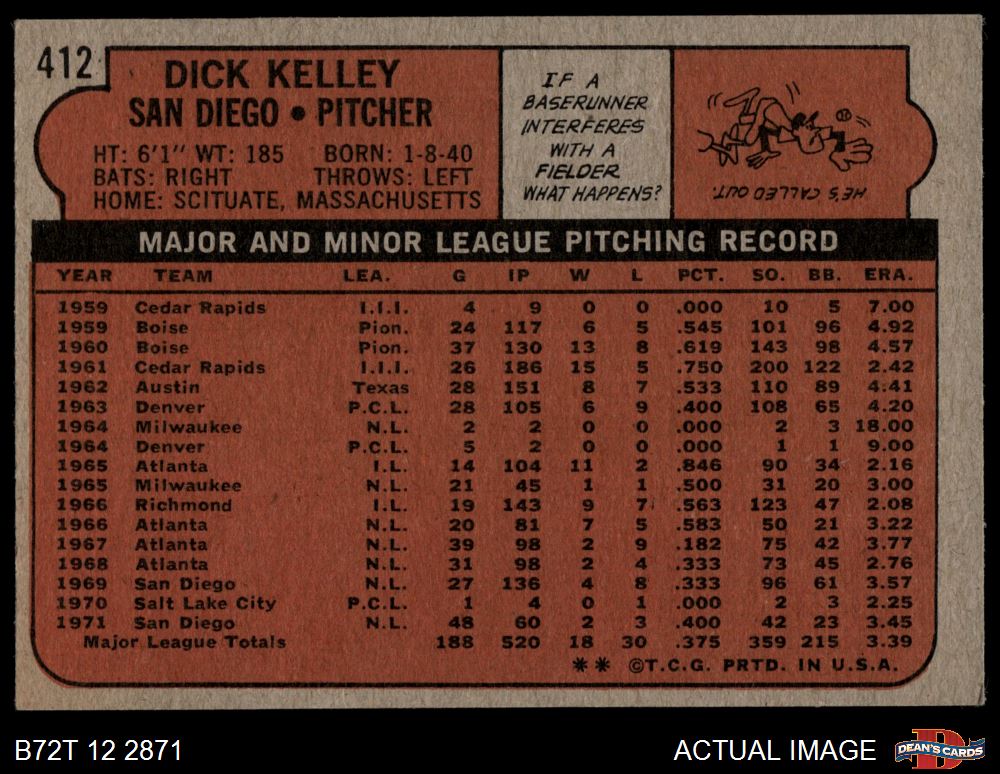 412
DICK KELLEY
SAN DIEGO • PITCHER
HT: 6'1" WT: 185 BORN: 1-8-40
BATS: RIGHT THROWS: LEFT
HOME: SCITUATE, MASSACHUSETTS
IF A
BASERUNNER
INTERFERES
WITH A
FIELDER
WHAT HAPPENS?
HE'S CALLED OUT.
MAJOR AND MINOR LEAGUE PITCHING RECORD
YEAR TEAM LEA. G IP W L PCT. SO. BB. ERA.
1959 Cedar Rapids I.I.I. 4 9 0 0 .000 10 5 7.00
1959 Boise Pion. 24 117 6 5 .545 101 96 4.92
1960 Boise Pion. 37 130 13 8 .619 143 98 4.57
1961 Cedar Rapids I.I.I. 26 186 15 5 .750 200 122 2.42
1962 Austin Texas 28 151 8 7 .533 110 89 4.41
1963 Denver P.C.L. 28 105 6 9 .400 108 65 4.20
1964 Milwaukee N.L. 2 2 0 0 .000 2 3 18.00
1964 Denver P.C.L. 5 2 0 0 .000 1 1 9.00
1965 Atlanta I.L. 14 104 11 2 .846 90 34 2.16
1965 Milwaukee N.L. 21 45 1 1 .500 31 20 3.00
1966 Richmond I.L. 19 143 9 7 .563 123 47 2.08
1966 Atlanta N.L. 20 81 7 5 .583 50 21 3.22
1967 Atlanta N.L. 39 98 2 9 .182 75 42 3.77
1968 Atlanta N.L. 31 98 2 4 .333 73 45 2.76
1969 San Diego N.L. 27 136 4 8 .333 96 61 3.57
1970 Salt Lake City P.C.L. 1 4 0 1 .000 2 3 2.25
1971 San Diego N.L. 48 60 2 3 .400 42 23 3.45
Major League Totals 188 520 18 30 .375 359 215 3.39
** ©T.C.G. PRTD. IN U.S.A.
B72T 12 2871
ACTUAL IMAGE
DEAN'S CARDS